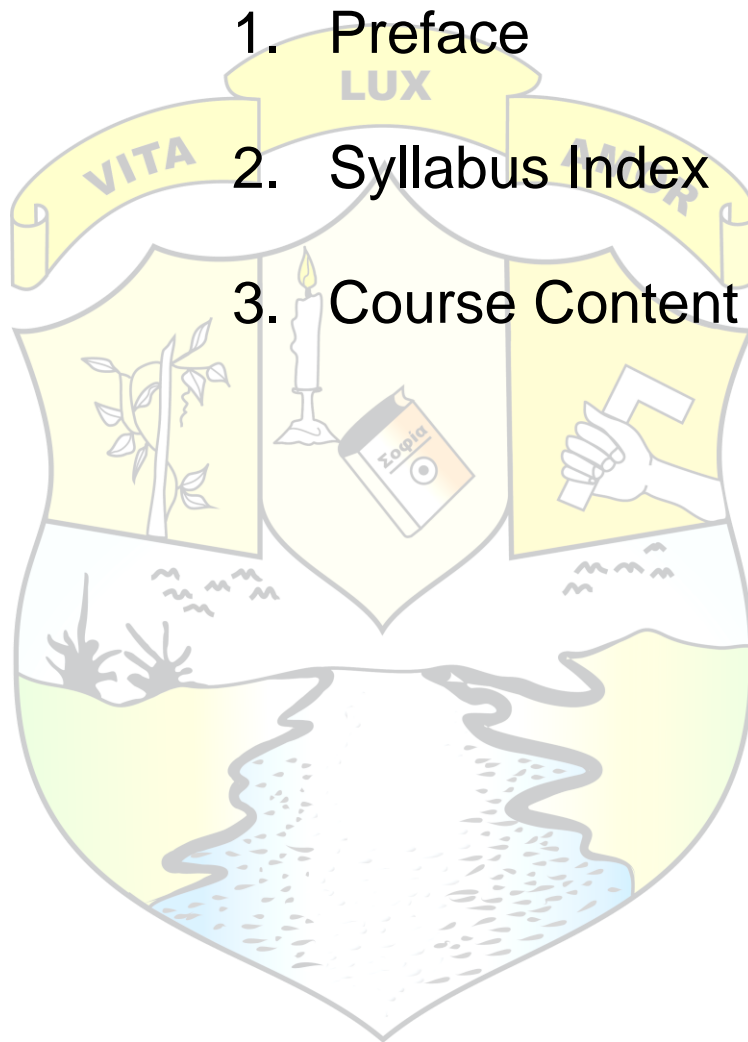 1. Preface
LUX
VITA
AMOR
2. Syllabus Index
3. Course Content
Σοφία